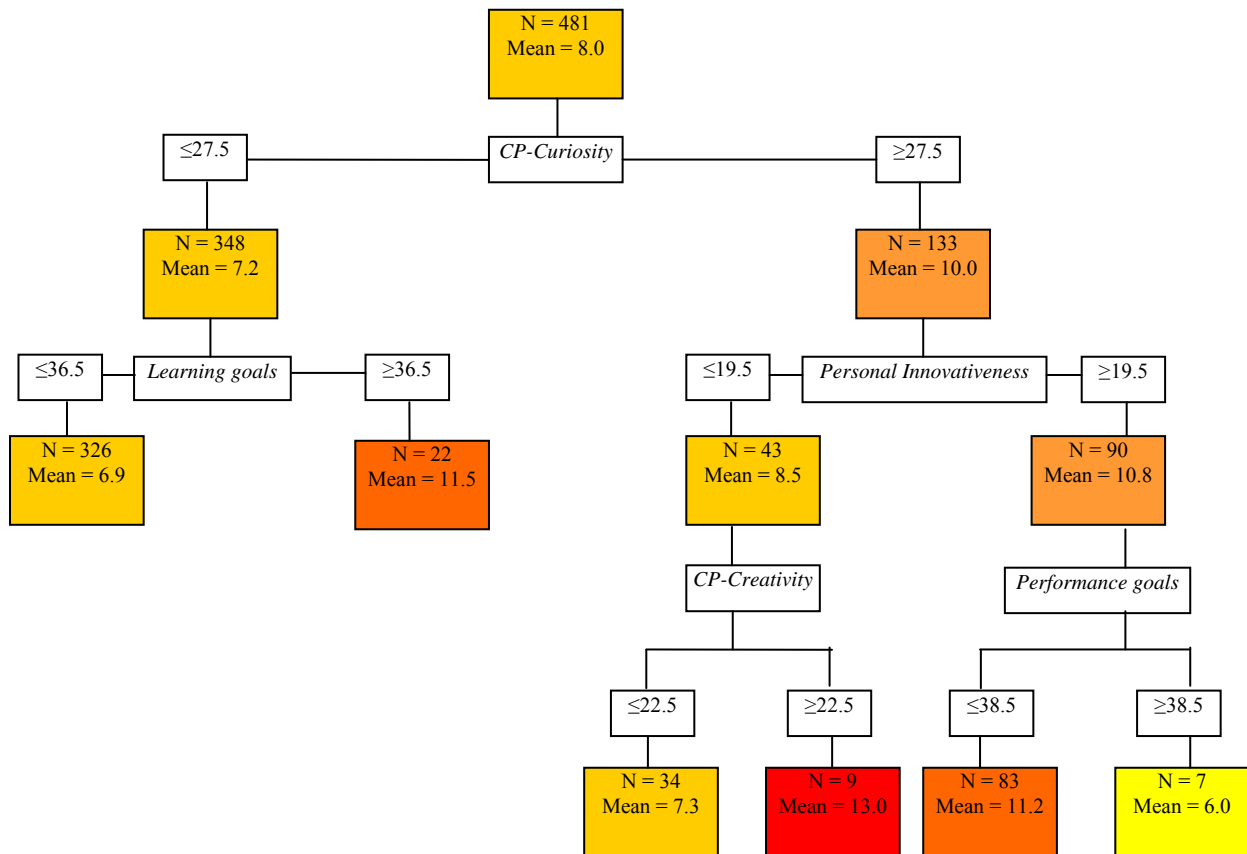 N = 481
Mean = 8.0
≤27.5
CP-Curiosity
≥27.5
N = 348
Mean = 7.2
N = 133
Mean = 10.0
≤36.5
Learning goals
≥36.5
≤19.5
Personal Innovativeness
≥19.5
N = 326
Mean = 6.9
N = 22
Mean = 11.5
N = 43
Mean = 8.5
N = 90
Mean = 10.8
CP-Creativity
Performance goals
≤22.5
≥22.5
≤38.5
≥38.5
N = 34
Mean = 7.3
N = 9
Mean = 13.0
N = 83
Mean = 11.2
N = 7
Mean = 6.0